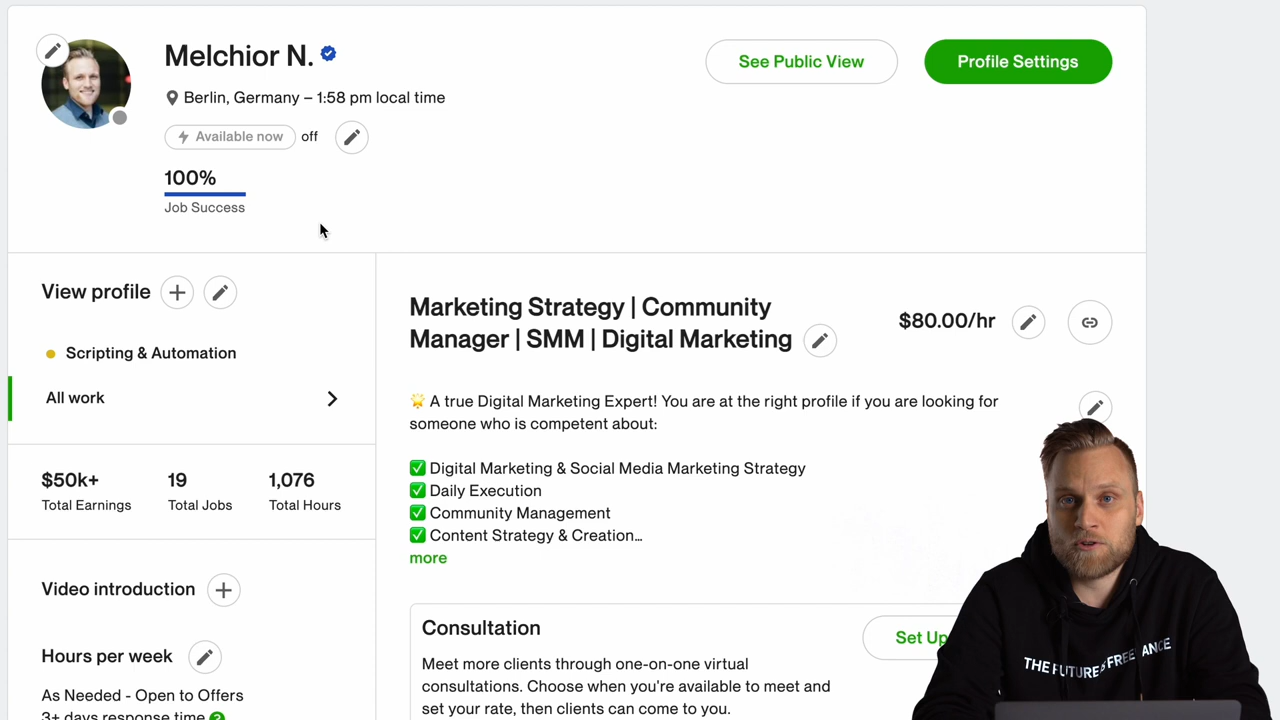 Melchior N.
Berlin, Germany – 1:58 pm local time
Available now off
100%
Job Success
See Public View
Profile Settings
View profile
Scripting & Automation
All work
$50k+
Total Earnings
19
Total Jobs
1,076
Total Hours
Video introduction
Hours per week
As Needed - Open to Offers
3+ days response time
Marketing Strategy | Community
Manager | SMM | Digital Marketing
$80.00/hr
A true Digital Marketing Expert! You are at the right profile if you are looking for
someone who is competent about:
Digital Marketing & Social Media Marketing Strategy
Daily Execution
Community Management
Content Strategy & Creation...
more
Consultation
Set Up
Meet more clients through one-on-one virtual
consultations. Choose when you're available to meet and
set your rate, then clients can come to you.
THE FUTURE
FREELANCE